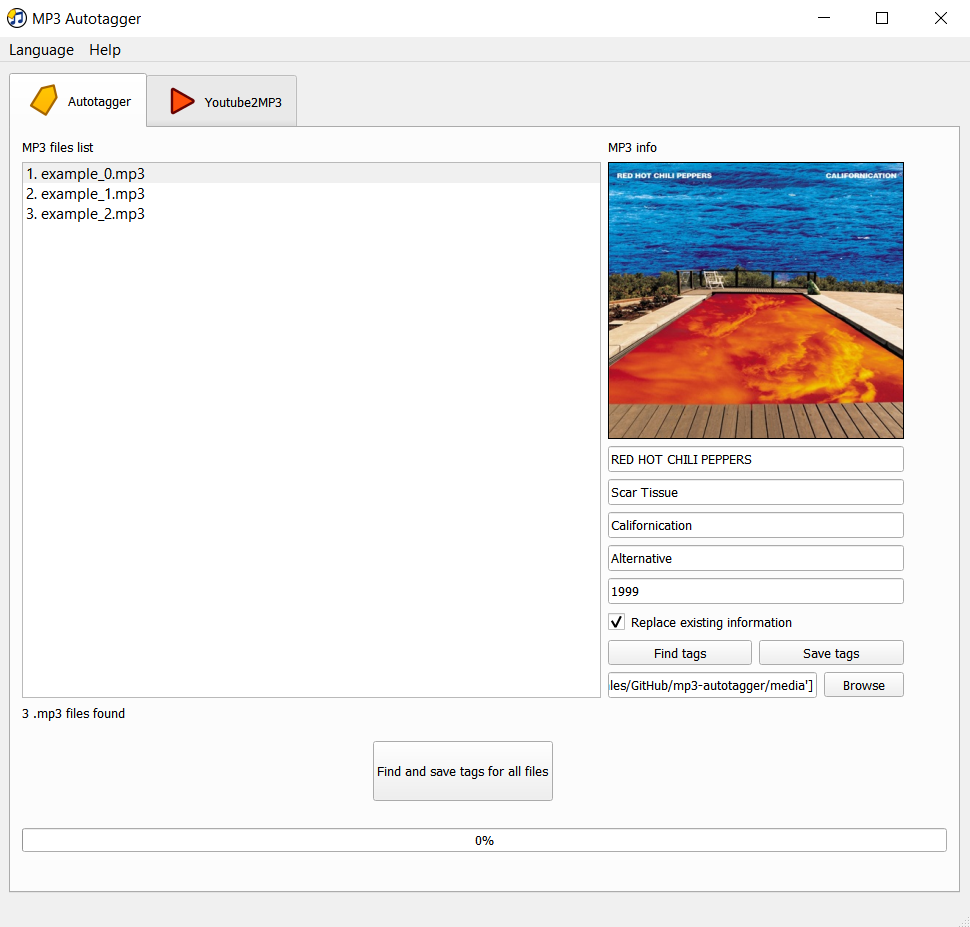 MP3 Autotagger
Language Help
Autotagger Youtube2MP3
MP3 files list
1. example_0.mp3
2. example_1.mp3
3. example_2.mp3
3 .mp3 files found
MP3 info
RED HOT CHILI PEPPERS CALIFORNICATION
RED HOT CHILI PEPPERS
Scar Tissue
Californication
Alternative
1999
Replace existing information
Find tags Save tags
les/GitHub/mp3-autotagger/media'] Browse
Find and save tags for all files
0%